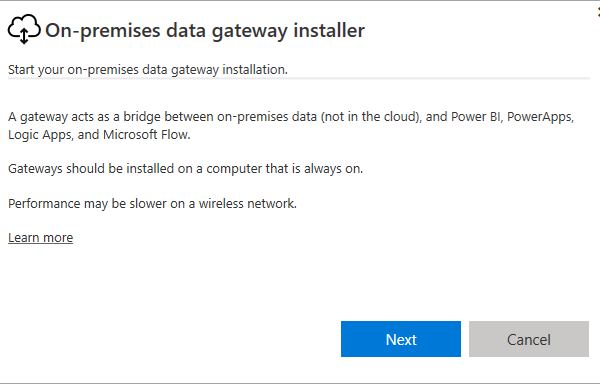 On-premises data gateway installer
Start your on-premises data gateway installation.
A gateway acts as a bridge between on-premises data (not in the cloud), and Power BI, PowerApps,
Logic Apps, and Microsoft Flow.
Gateways should be installed on a computer that is always on.
Performance may be slower on a wireless network.
Learn more
Next
Cancel